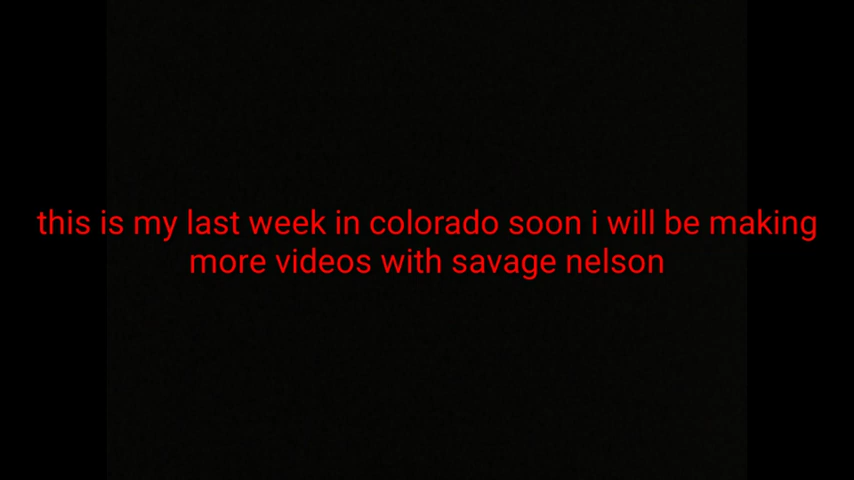 this is my last week in colorado soon i will be making
more videos with savage nelson